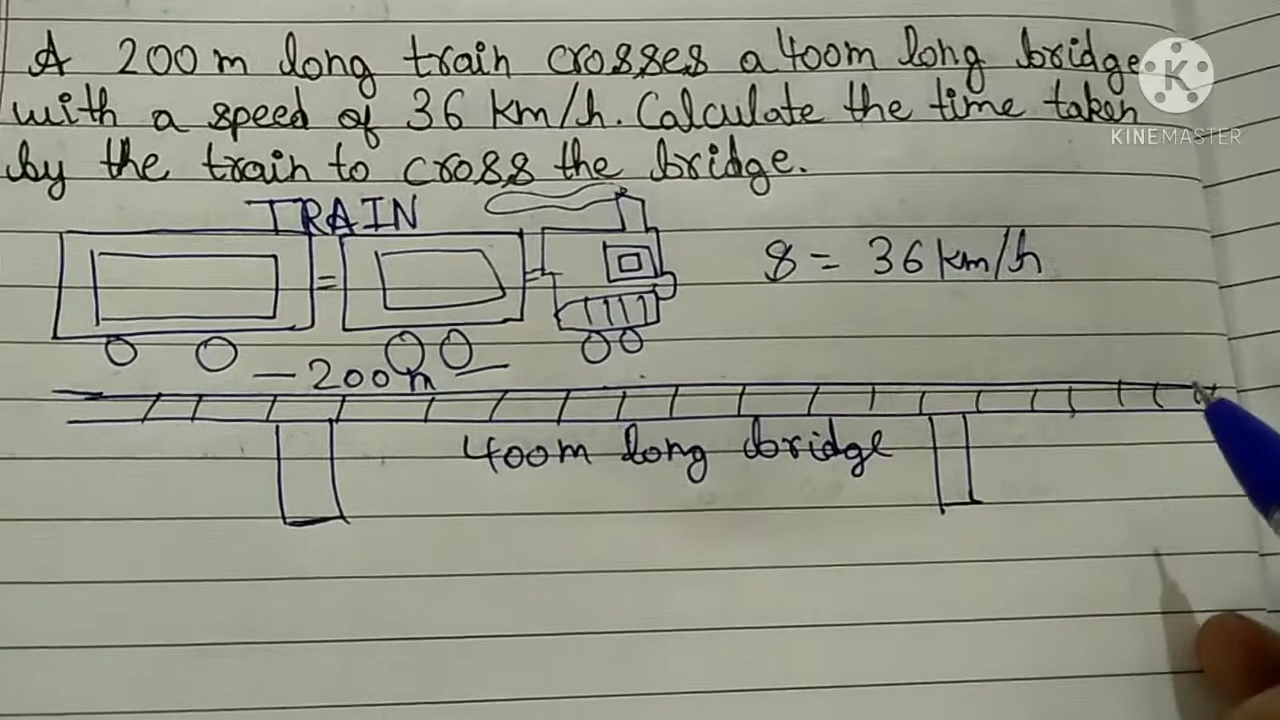 A 200 m long train crosses a 400m long bridge
with a speed of 36 km/h. Calculate the time taken
by the train to cross the bridge.
TRAIN
s = 36 km/h
200m
400m long bridge
K
KINEMASTER